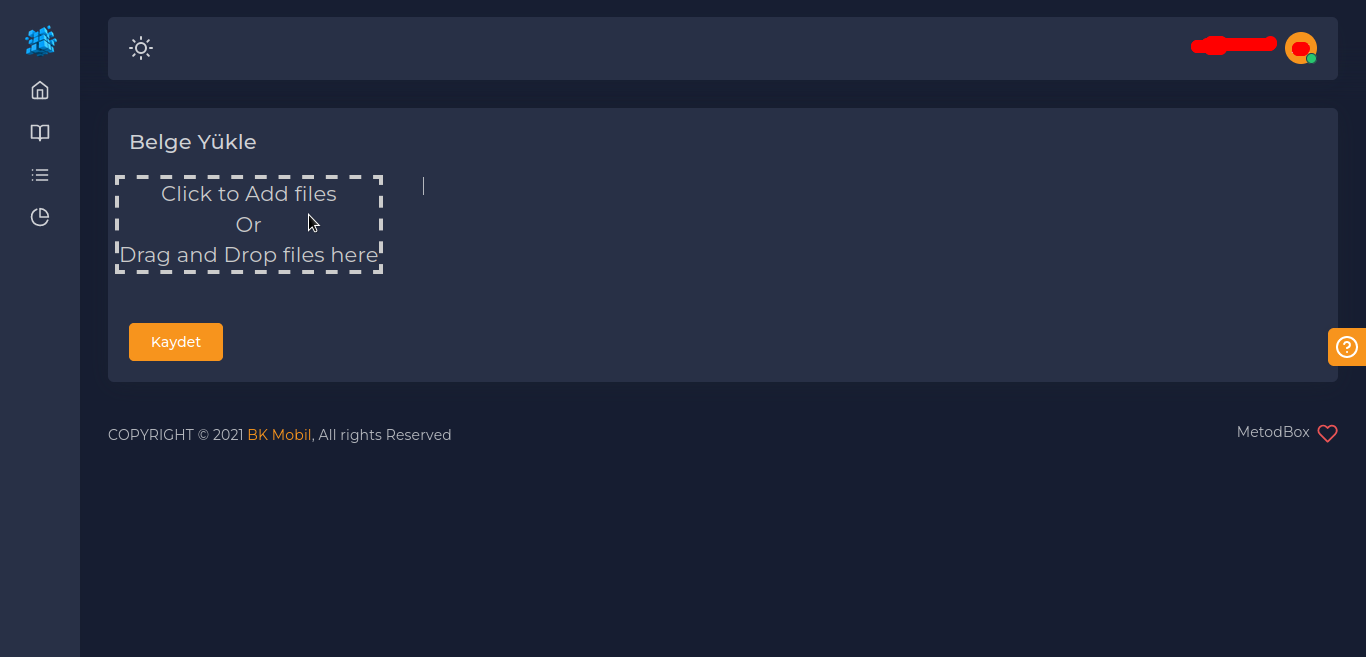 Belge Yükle
Click to Add files
Or
Drag and Drop files here
Kaydet
COPYRIGHT © 2021 BK Mobil, All rights Reserved
MetodBox